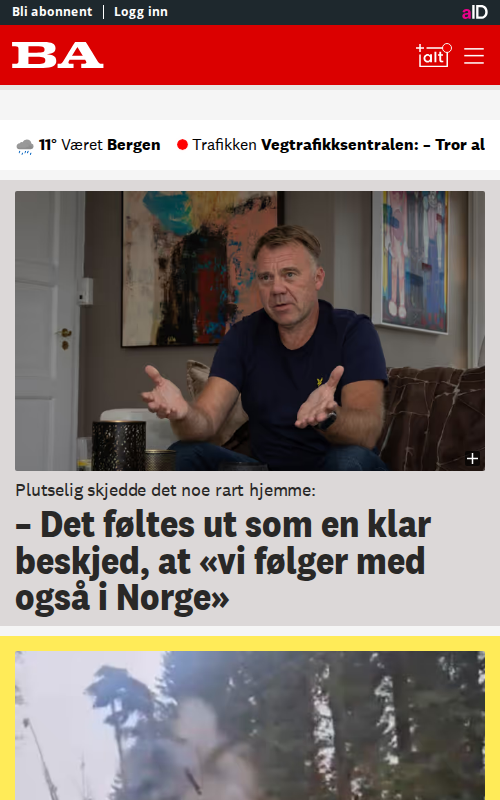 Bli abonnent | Logg inn
aID
BA
+alt
11° Været Bergen
Trafikken Vegtrafikksentralen: – Tror al
Plutselig skjedde det noe rart hjemme:
– Det føltes ut som en klar
beskjed, at «vi følger med
også i Norge»